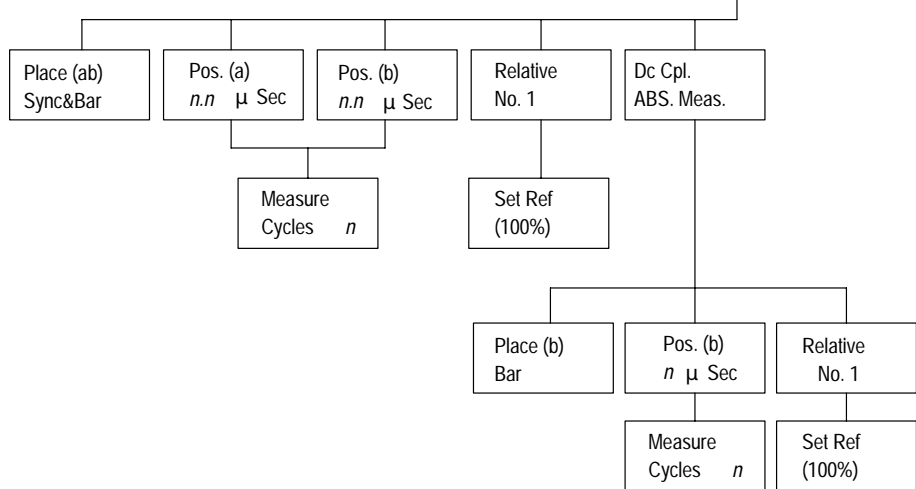 Place (ab)
Sync&Bar
Pos. (a)
n.n µ Sec
Pos. (b)
n.n µ Sec
Relative
No. 1
Dc Cpl.
ABS. Meas.
Measure
Cycles n
Set Ref
(100%)
Place (b)
Bar
Pos. (b)
n µ Sec
Relative
No. 1
Measure
Cycles n
Set Ref
(100%)